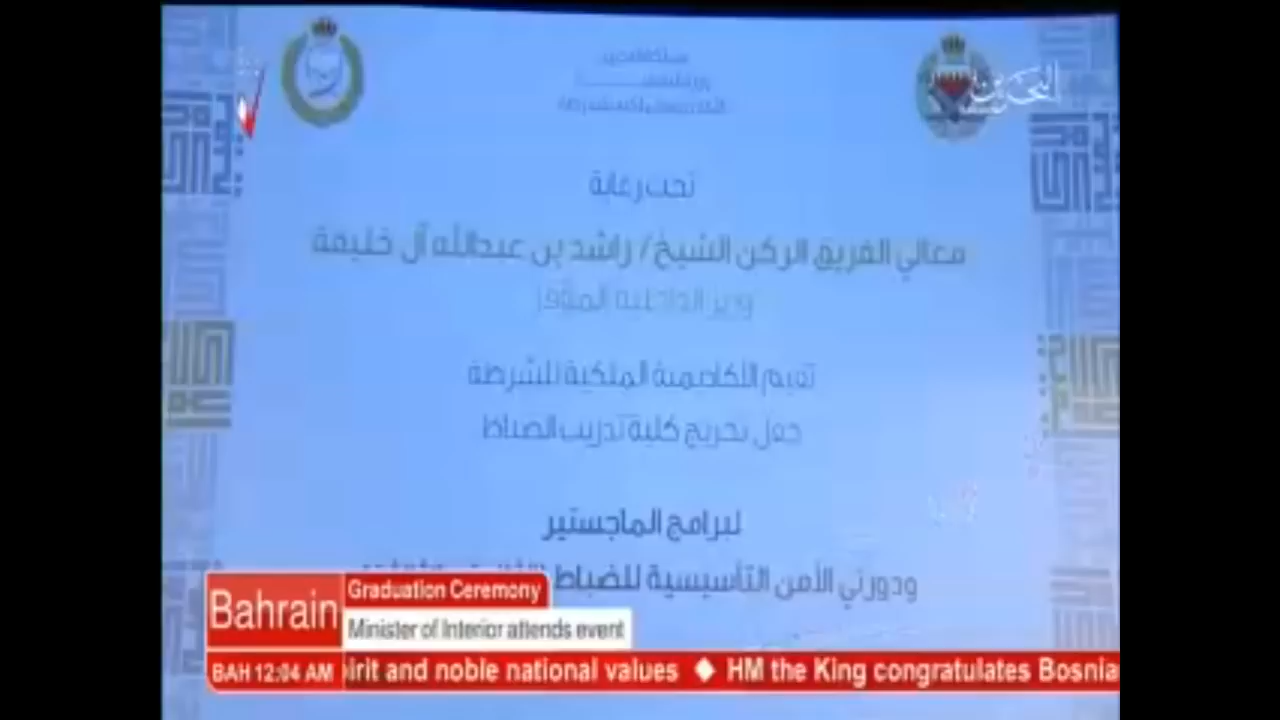 البحرين
تحت رعاية
معالي الفريق الركن الشيخ/ راشد بن عبدالله آل خليفة
وزير الداخلية الموقر
تقيم الأكاديمية الملكية للشرطة
حفل تخريج كلية تدريب الضباط
لبرامج الماجستير
ودورتي الأمن التأسيسية للضباط
Bahrain
Graduation Ceremony
Minister of Interior attends event
BAH 12:04 AM irit and noble national values ◆ HM the King congratulates Bosnia